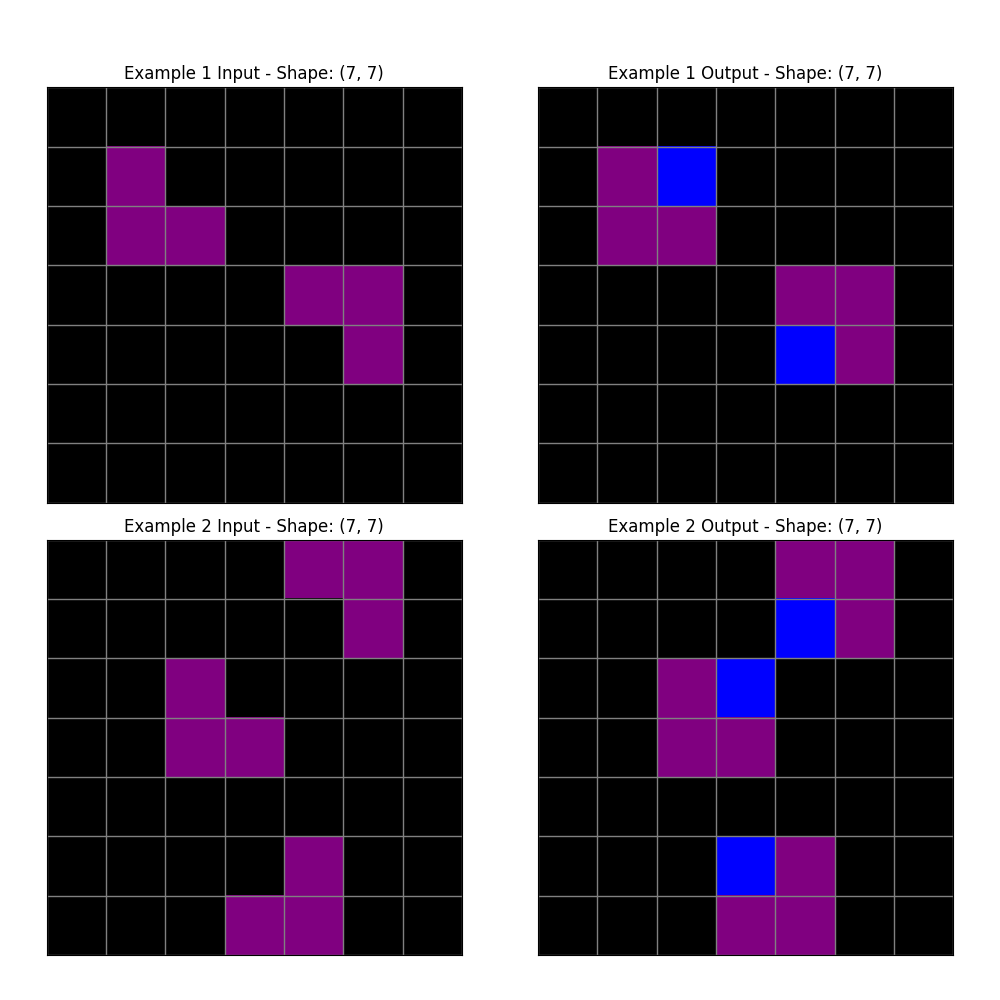 Example 1 Input - Shape: (7, 7)
Example 1 Output - Shape: (7, 7)
Example 2 Input - Shape: (7, 7)
Example 2 Output - Shape: (7, 7)